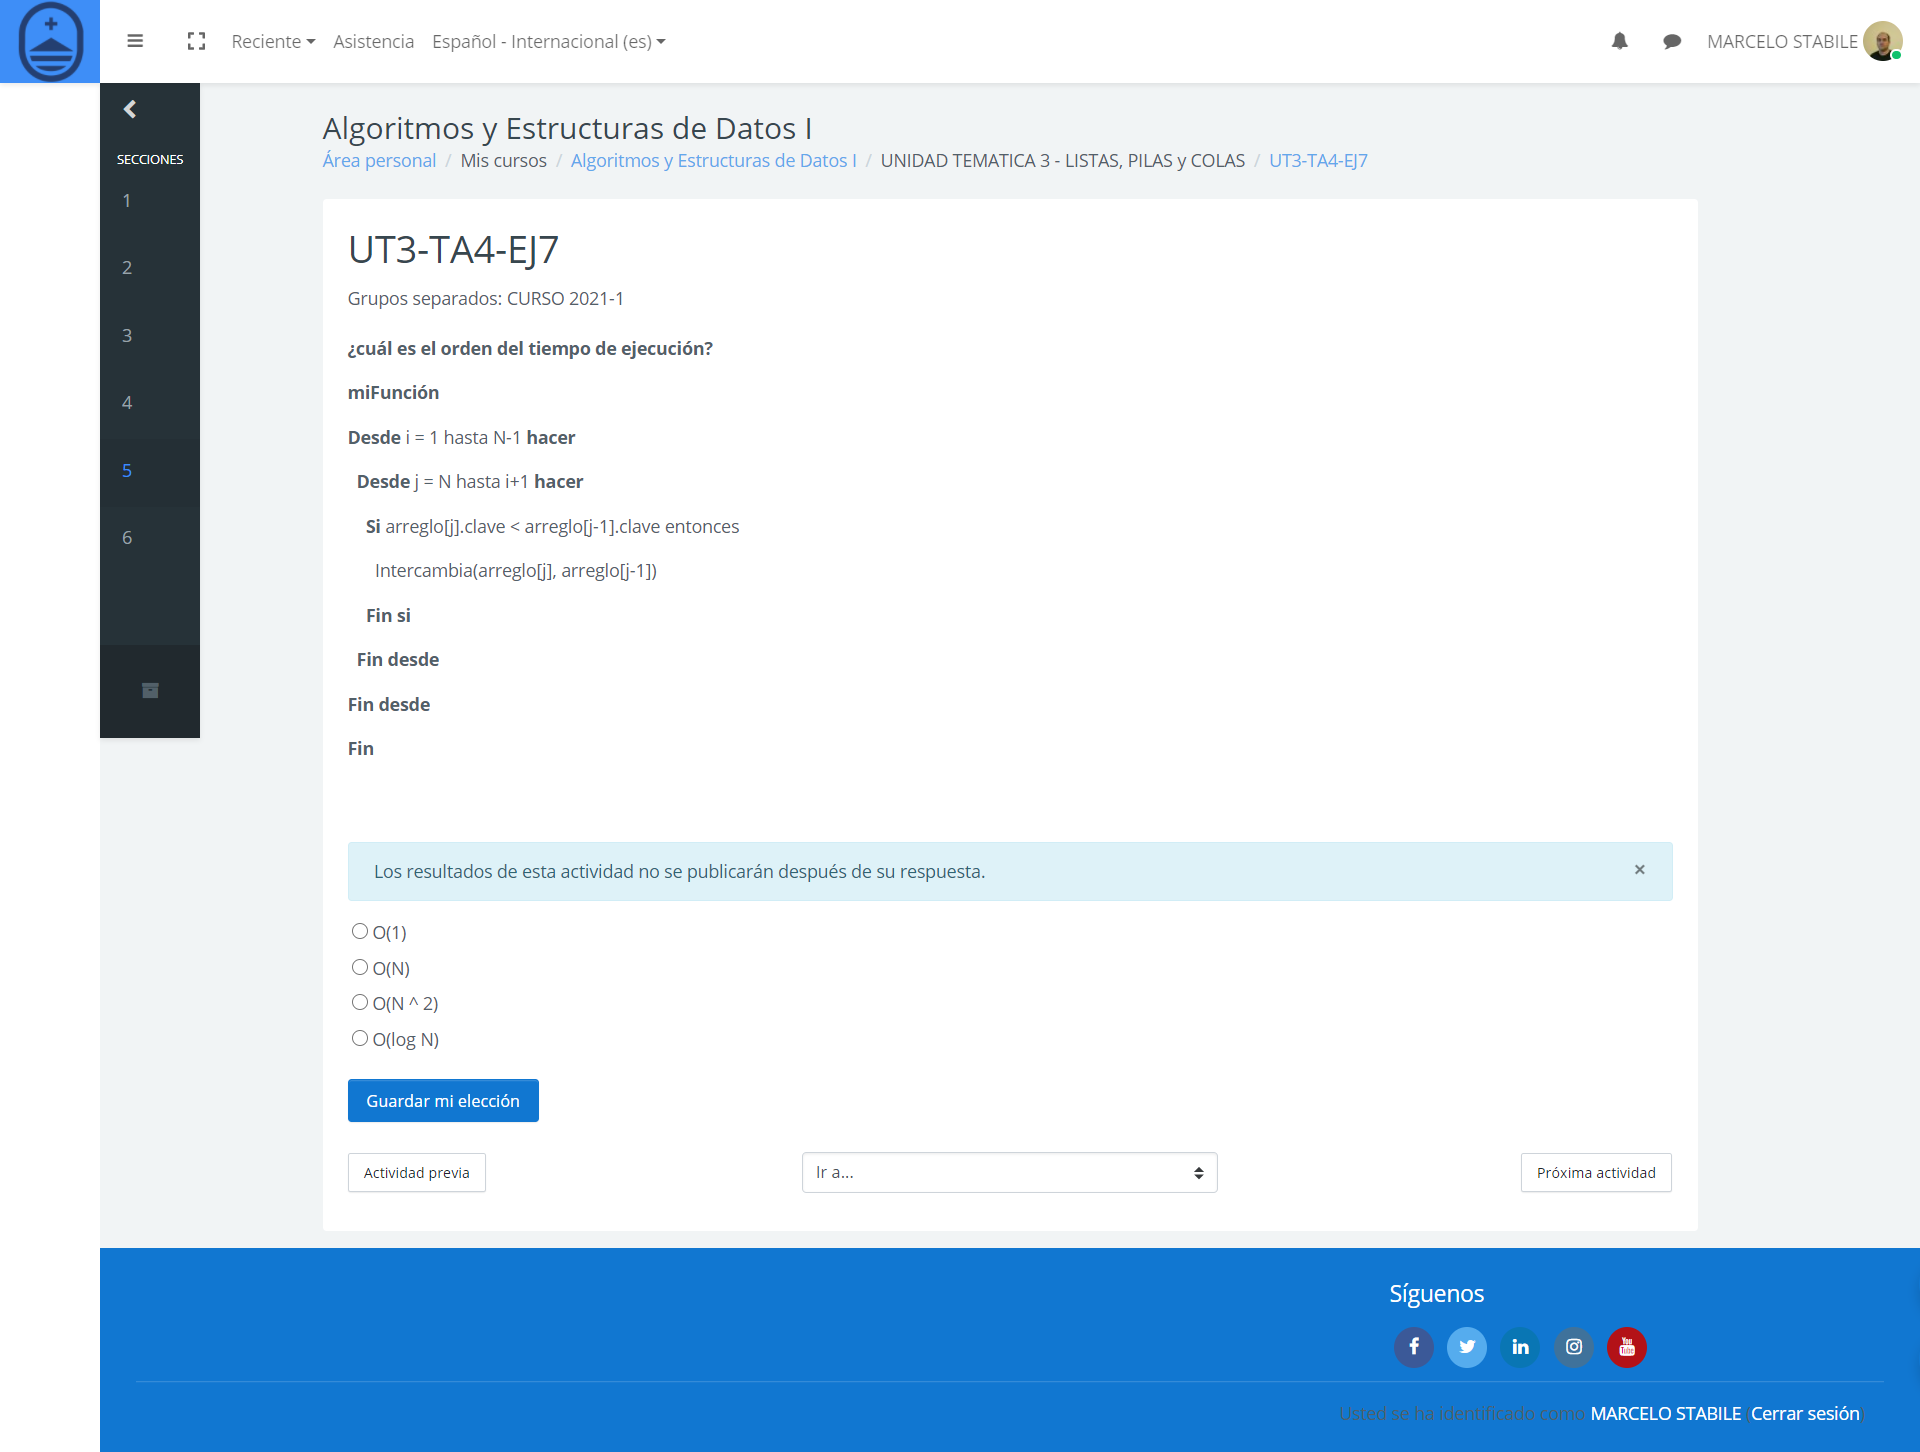 Reciente Asistencia Español - Internacional (es) MARCELO STABILE
SECCIONES
1
2
3
4
5
6
Algoritmos y Estructuras de Datos I
Área personal / Mis cursos / Algoritmos y Estructuras de Datos I / UNIDAD TEMATICA 3 - LISTAS, PILAS y COLAS / UT3-TA4-EJ7
UT3-TA4-EJ7
Grupos separados: CURSO 2021-1
¿cuál es el orden del tiempo de ejecución?
miFunción
Desde i = 1 hasta N-1 hacer
Desde j = N hasta i+1 hacer
Si arreglo[j].clave < arreglo[j-1].clave entonces
Intercambia(arreglo[j], arreglo[j-1])
Fin si
Fin desde
Fin desde
Fin
Los resultados de esta actividad no se publicarán después de su respuesta. ×
O(1)
O(N)
O(N ^ 2)
O(log N)
Guardar mi elección
Actividad previa Ir a... Próxima actividad
Síguenos
You Tube
Usted se ha identificado como MARCELO STABILE (Cerrar sesión)